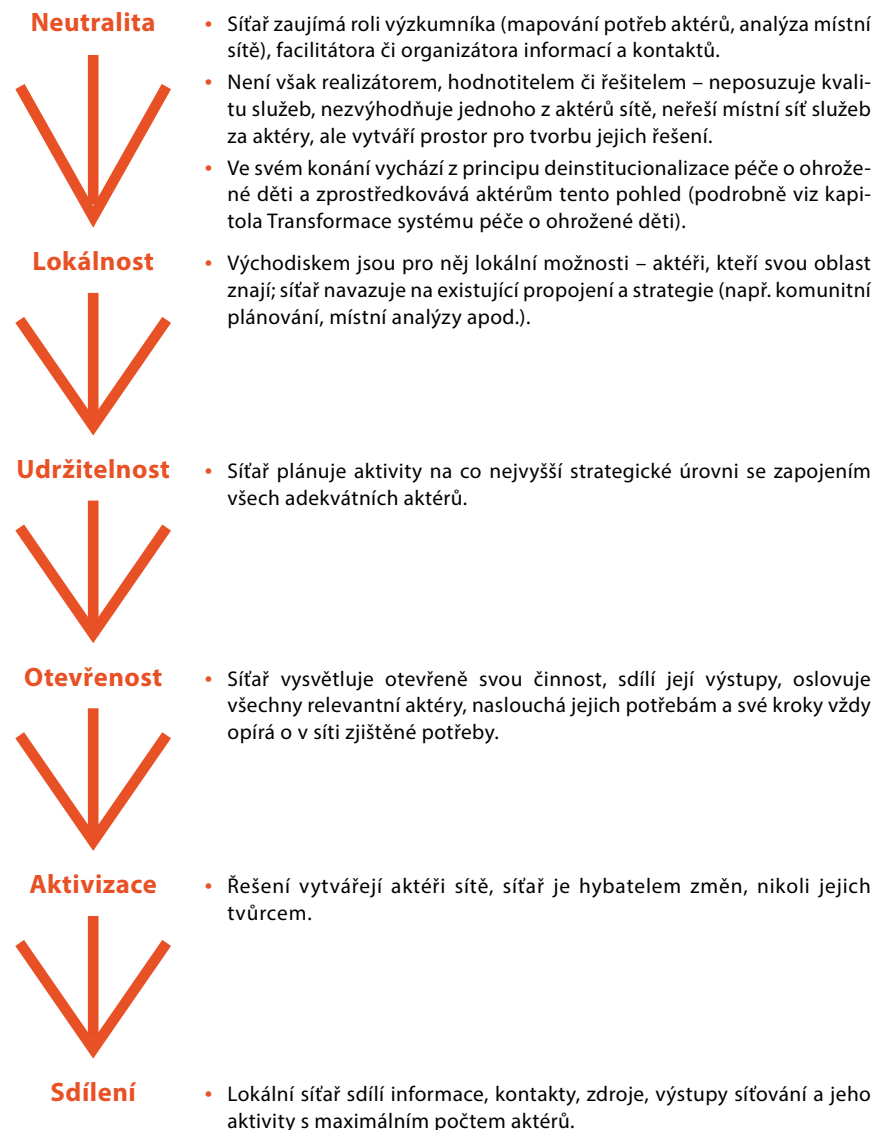 Neutralita
• Síťař zaujímá roli výzkumníka (mapování potřeb aktérů, analýza místní
sítě), facilitátora či organizátora informací a kontaktů.
• Není však realizátorem, hodnotitelem či řešitelem – neposuzuje kvali-
tu služeb, nezvýhodňuje jednoho z aktérů sítě, neřeší místní síť služeb
za aktéry, ale vytváří prostor pro tvorbu jejich řešení.
• Ve svém konání vychází z principu deinstitucionalizace péče o ohrože-
né děti a zprostředkovává aktérům tento pohled (podrobně viz kapi-
tola Transformace systému péče o ohrožené děti).
Lokálnost
• Východiskem jsou pro něj lokální možnosti – aktéři, kteří svou oblast
znají; síťař navazuje na existující propojení a strategie (např. komunitní
plánování, místní analýzy apod.).
Udržitelnost
• Síťař plánuje aktivity na co nejvyšší strategické úrovni se zapojením
všech adekvátních aktérů.
Otevřenost
• Síťař vysvětluje otevřeně svou činnost, sdílí její výstupy, oslovuje
všechny relevantní aktéry, naslouchá jejich potřebám a své kroky vždy
opírá o v síti zjištěné potřeby.
Aktivizace
• Řešení vytvářejí aktéři sítě, síťař je hybatelem změn, nikoli jejich
tvůrcem.
Sdílení
• Lokální síťař sdílí informace, kontakty, zdroje, výstupy síťování a jeho
aktivity s maximálním počtem aktérů.